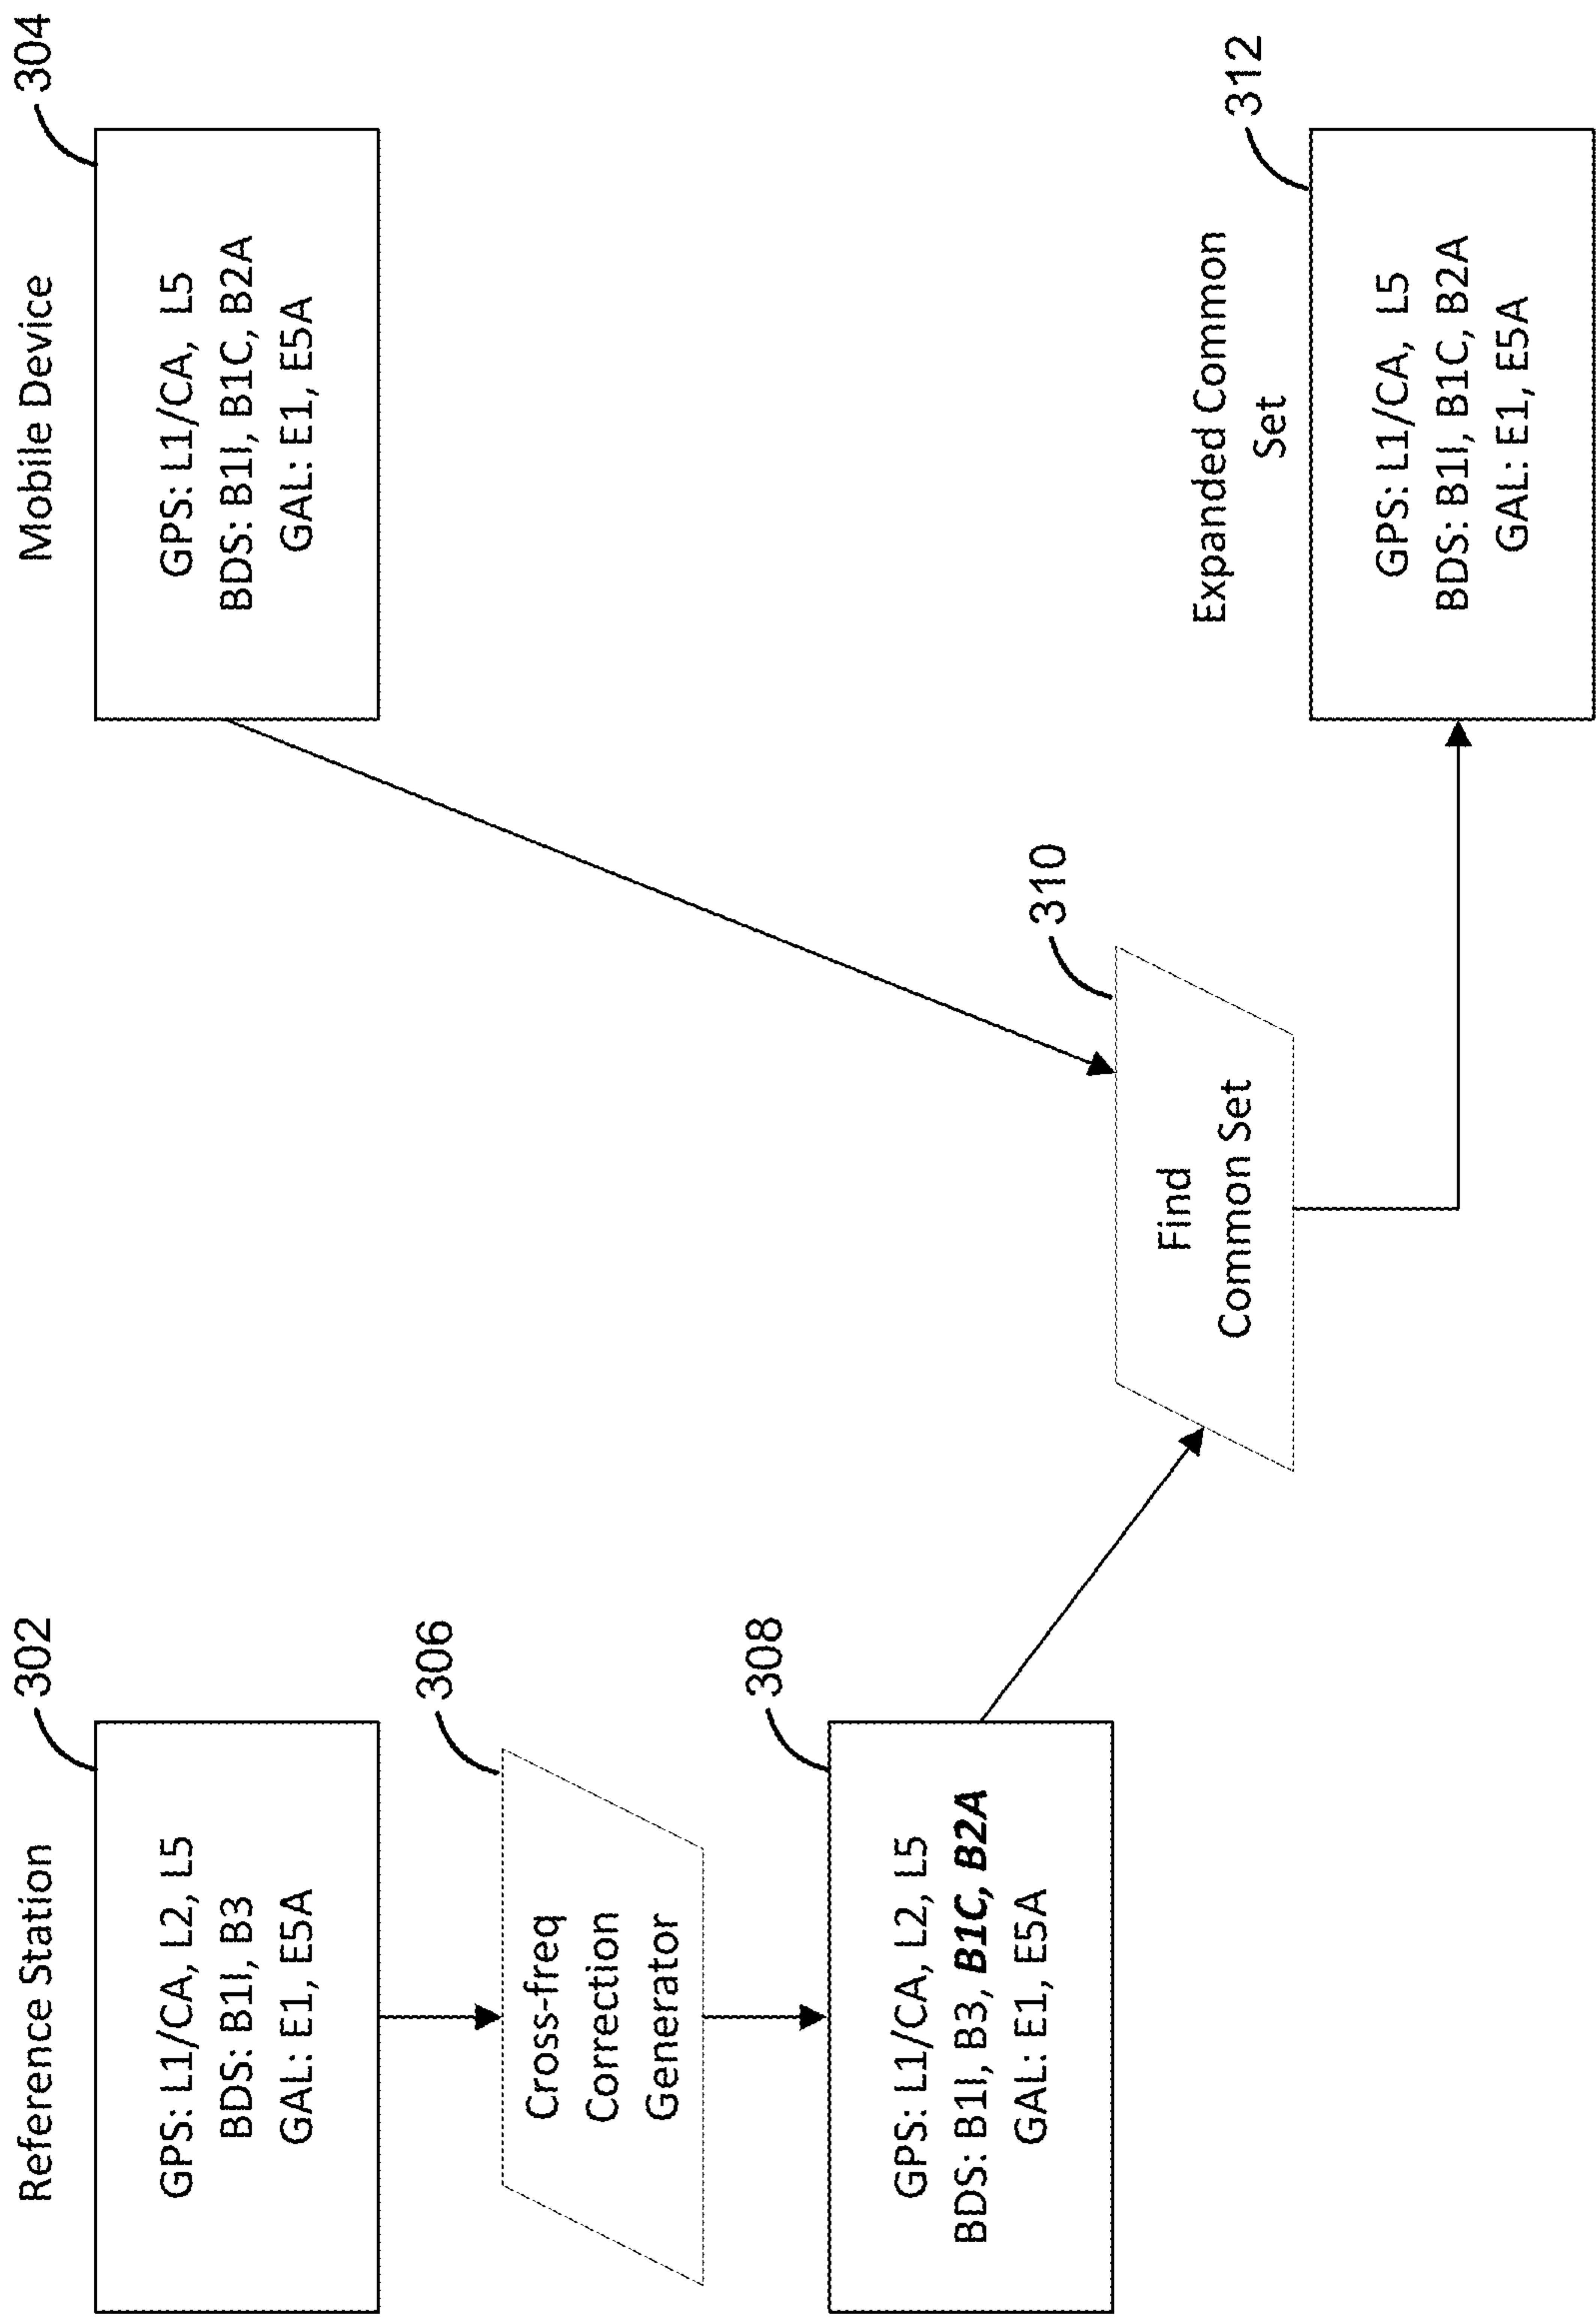 Reference Station
302
GPS: L1/CA, L2, L5
BDS: B1I, B3
GAL: E1, E5A
Mobile Device
304
GPS: L1/CA, L5
BDS: B1I, B1C, B2A
GAL: E1, E5A
306
Cross-freq
Correction
Generator
308
GPS: L1/CA, L2, L5
BDS: B1I, B3, B1C, B2A
GAL: E1, E5A
310
Find
Common Set
Expanded Common
Set
312
GPS: L1/CA, L5
BDS: B1I, B1C, B2A
GAL: E1, E5A